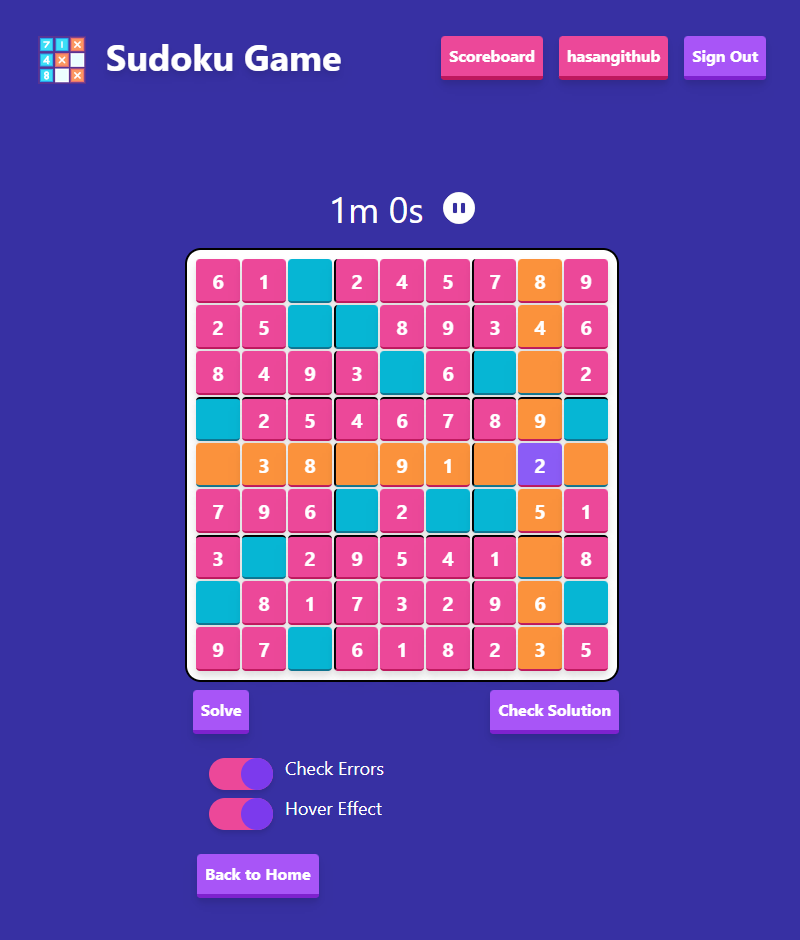 7 1 ×
4 ×
8 ×
Sudoku Game
Scoreboard
hasangithub
Sign Out
1m 0s
6 1 2 4 5 7 8 9
2 5 8 9 3 4 6
8 4 9 3 6 2
2 5 4 6 7 8 9
3 8 9 1 2
7 9 6 2 5 1
3 2 9 5 4 1 8
8 1 7 3 2 9 6
9 7 6 1 8 2 3 5
Solve
Check Solution
Check Errors
Hover Effect
Back to Home